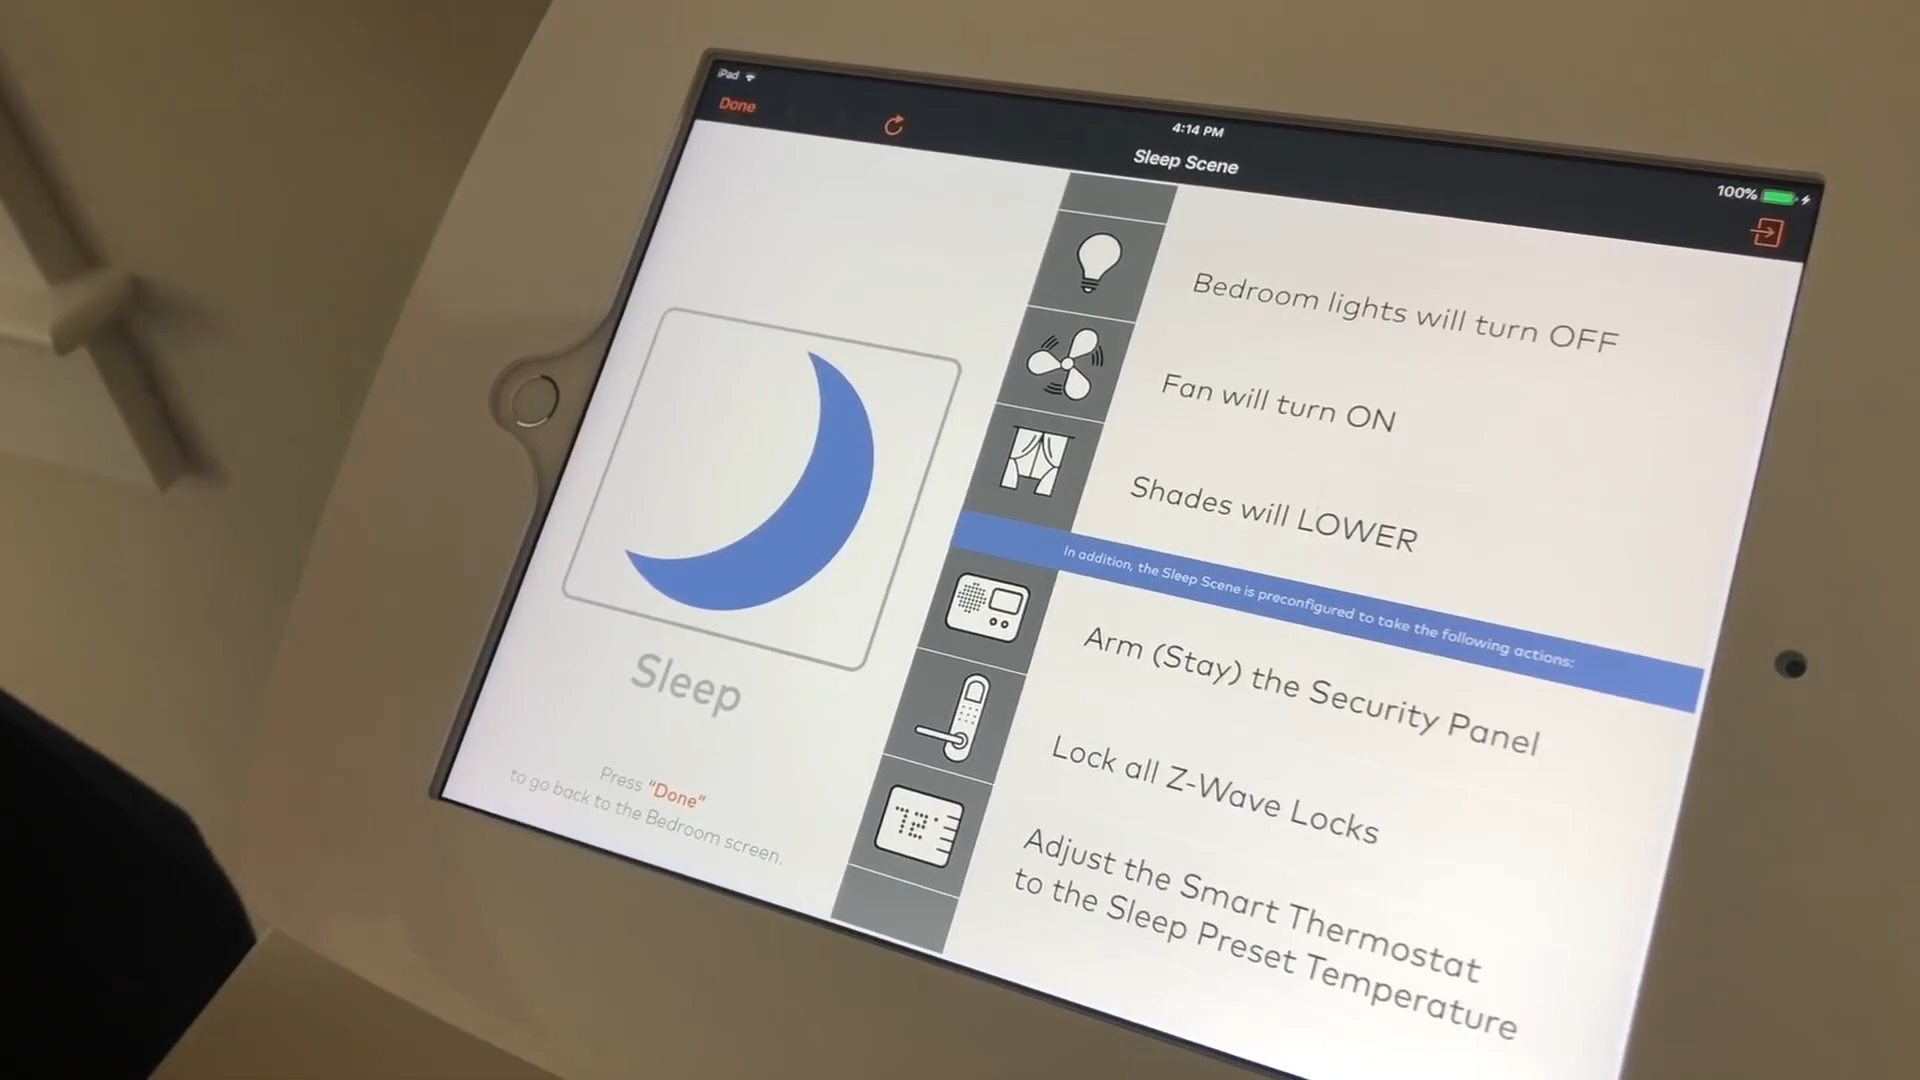 iPad
Done
4:14 PM
Sleep Scene
100%
Bedroom lights will turn OFF
Fan will turn ON
Shades will LOWER
In addition, the Sleep Scene is preconfigured to take the following actions:
Arm (Stay) the Security Panel
Lock all Z-Wave Locks
72°
Adjust the Smart Thermostat
to the Sleep Preset Temperature
Sleep
Press "Done"
to go back to the Bedroom screen.